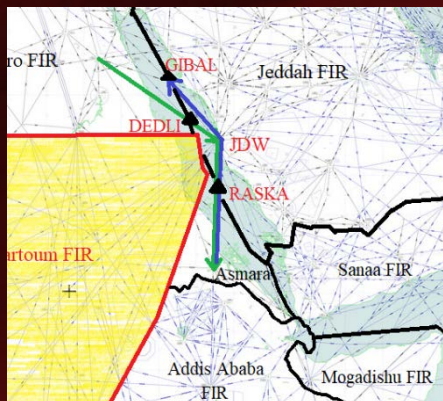 GIBAL
ro FIR
Jeddah FIR
DEDLI
JDW
RASKA
artoum FIR
Asmara
Sanaa FIR
Addis Ababa
FIR
Mogadishu FIR